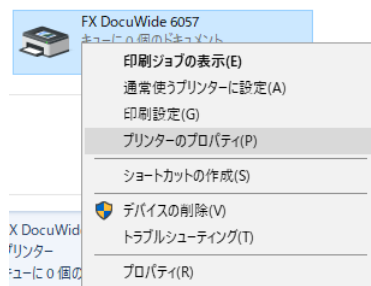 FX DocuWide 6057
キューに 0 個のドキュメント
印刷ジョブの表示(E)
通常使うプリンターに設定(A)
印刷設定(G)
プリンターのプロパティ(P)
ショートカットの作成(S)
デバイスの削除(V)
トラブルシューティング(T)
プロパティ(R)
X DocuWid
プリンター
キューに 0 個の